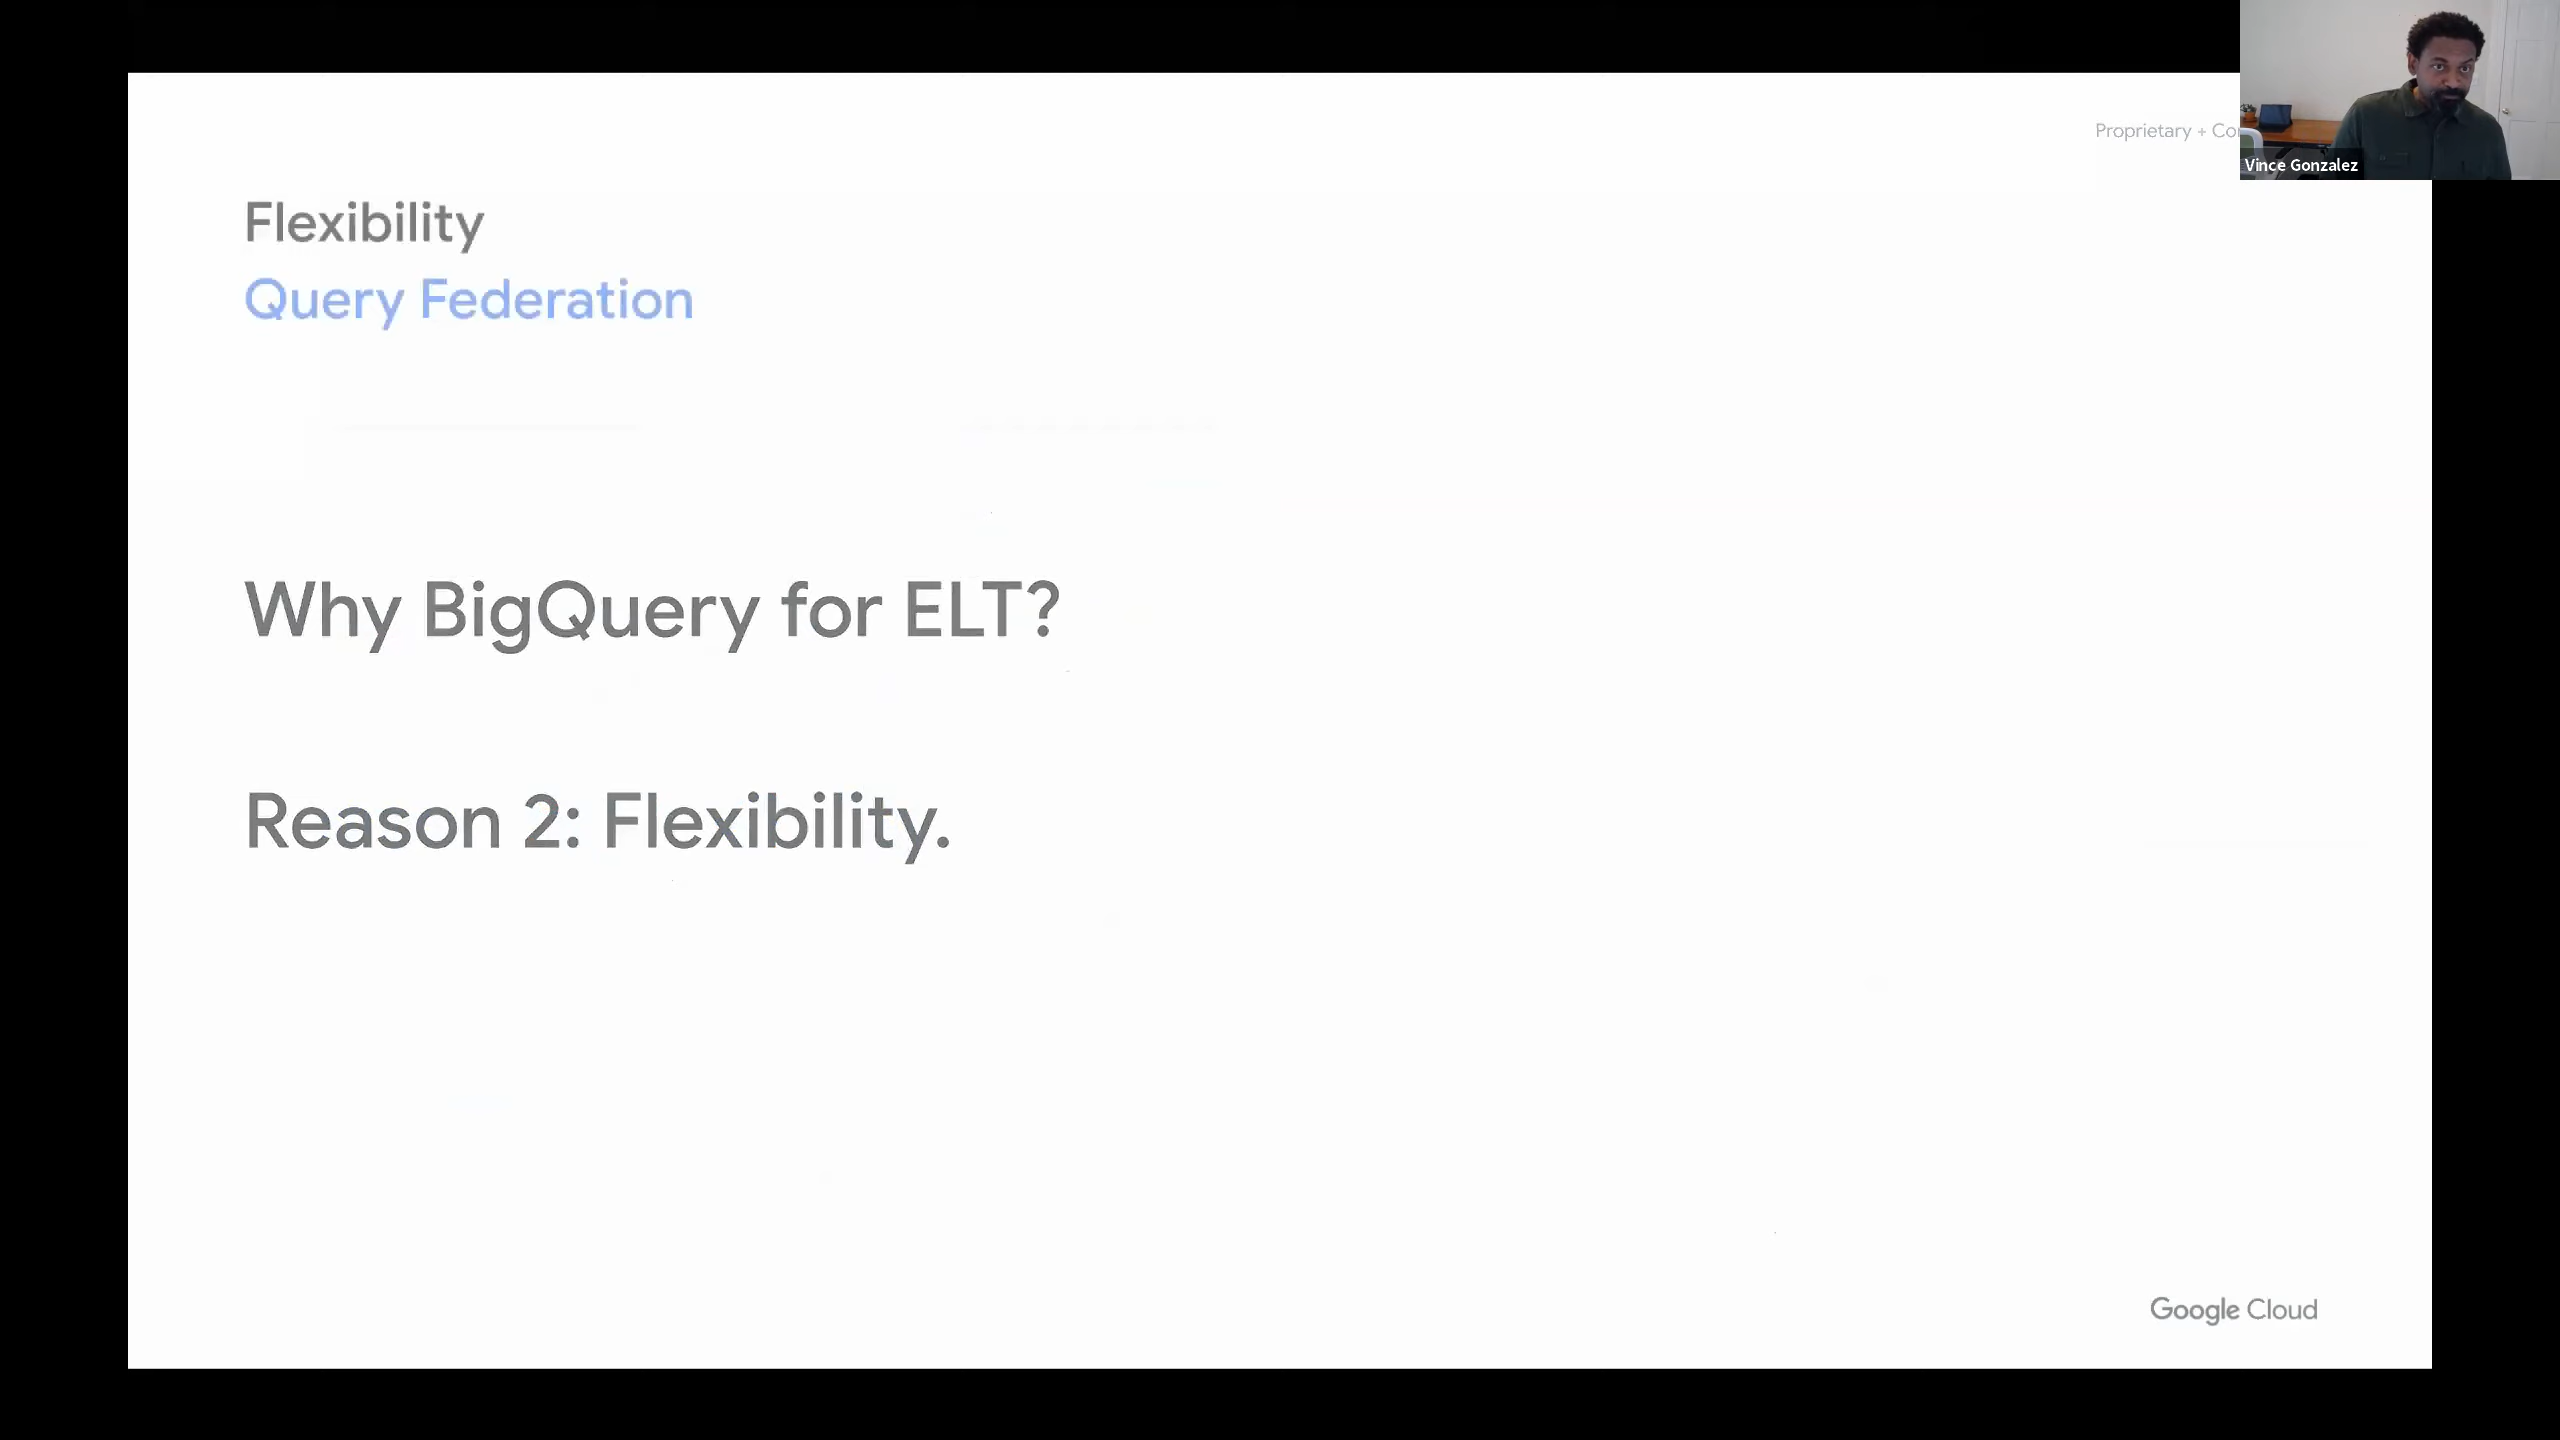 Proprietary + Co
Vince Gonzalez
Flexibility
Query Federation
Why BigQuery for ELT?
Reason 2: Flexibility.
Google Cloud